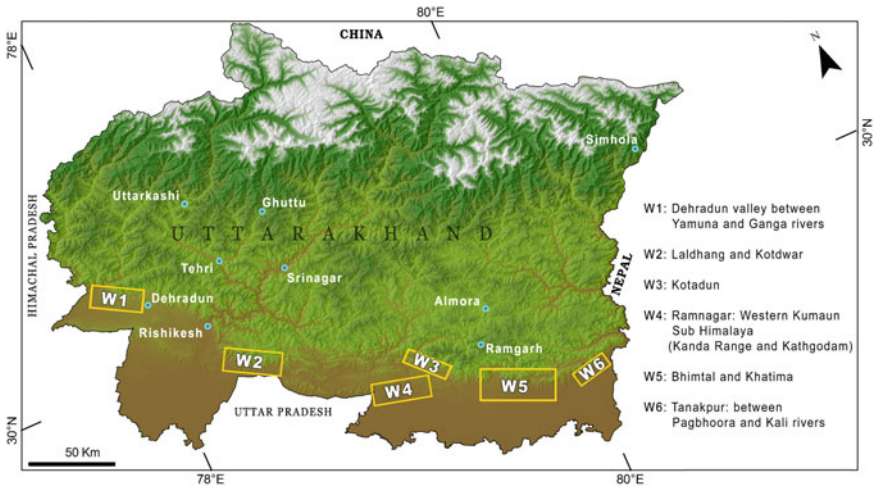 80°E
78°E
CHINA
Z
Simhola
30°N
Uttarkashi
Ghuttu
UTTARAKHAND
HIMACHAL PRADESH
Tehri
Srinagar
NEPAL
W1
Dehradun
Almora
Rishikesh
Ramgarh
W2
W3
W4
W5
W6
UTTAR PRADESH
W1: Dehradun valley between
Yamuna and Ganga rivers
W2: Laldhang and Kotdwar
W3: Kotadun
W4: Ramnagar: Western Kumaun
Sub Himalaya
(Kanda Range and Kathgodam)
W5: Bhimtal and Khatima
W6: Tanakpur: between
Pagbhoora and Kali rivers
30°N
50 Km
78°E
80°E